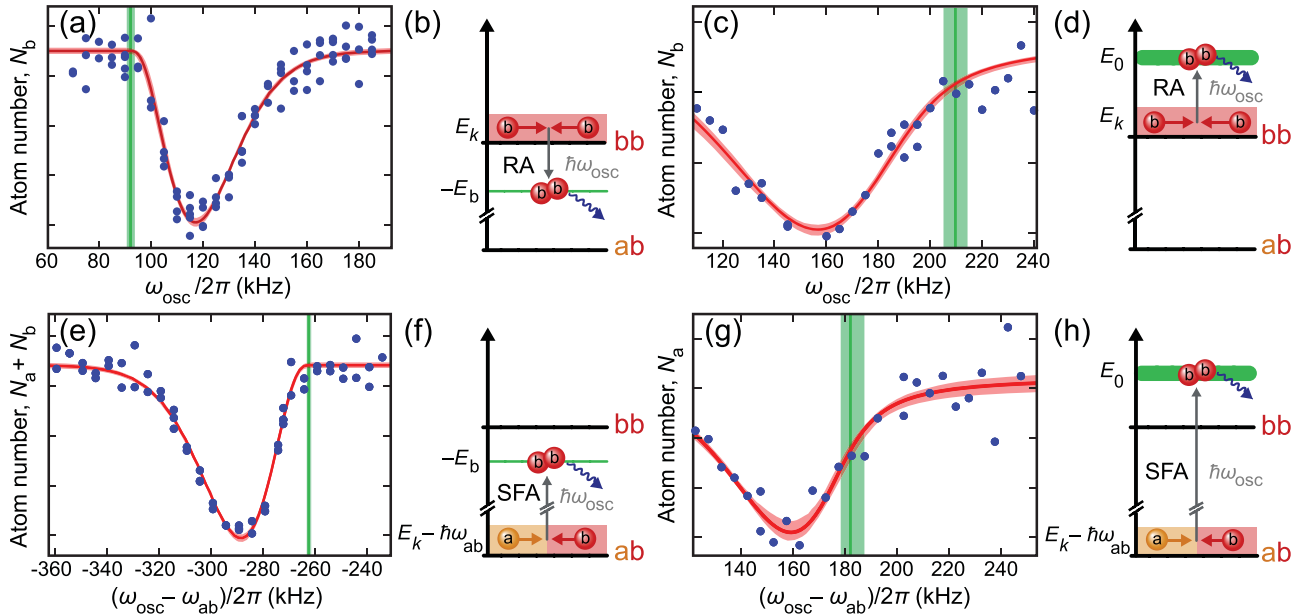 (a)
Atom number, N_b
60 80 100 120 140 160 180
ω_osc/2π (kHz)
(b)
E_k
b b
bb
RA
ħω_osc
–E_b
b b
ab
(c)
Atom number, N_b
120 140 160 180 200 220 240
ω_osc/2π (kHz)
(d)
E_0
b b
RA
ħω_osc
E_k
b b
bb
ab
(e)
Atom number, N_a + N_b
-360 -340 -320 -300 -280 -260 -240
(ω_osc – ω_ab)/2π (kHz)
(f)
bb
–E_b
b b
SFA
ħω_osc
E_k – ħω_ab
a b
ab
(g)
Atom number, N_a
120 140 160 180 200 220 240
(ω_osc – ω_ab)/2π (kHz)
(h)
E_0
b b
bb
SFA
ħω_osc
E_k – ħω_ab
a b
ab